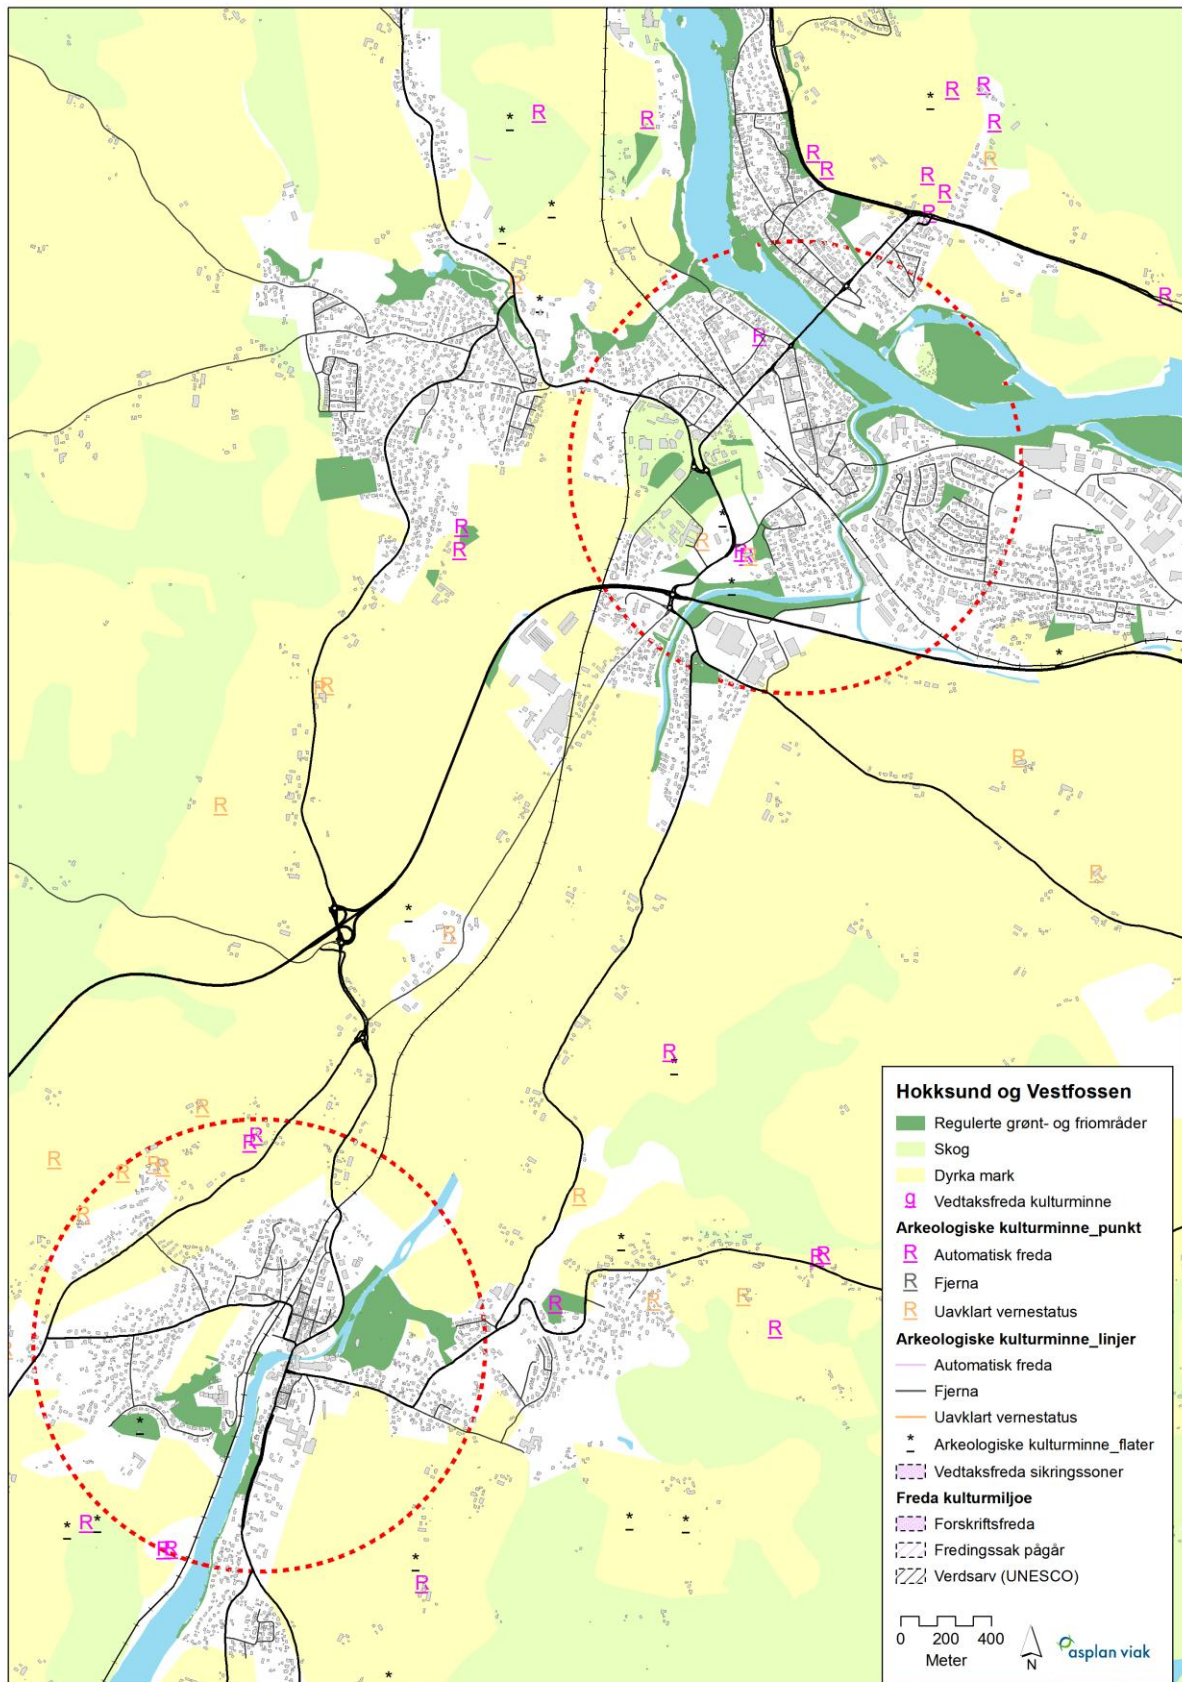 Hokksund og Vestfossen
Regulerte grønt- og friområder
Skog
Dyrka mark
g Vedtaksfreda kulturminne
Arkeologiske kulturminne_punkt
R Automatisk freda
R Fjerna
R Uavklart vernestatus
Arkeologiske kulturminne_linjer
Automatisk freda
Fjerna
Uavklart vernestatus
* Arkeologiske kulturminne_flater
Vedtaksfreda sikringssoner
Freda kulturmiljoe
Forskriftsfreda
Fredingssak pågår
Verdsarv (UNESCO)
0 200 400
Meter
N
asplan viak